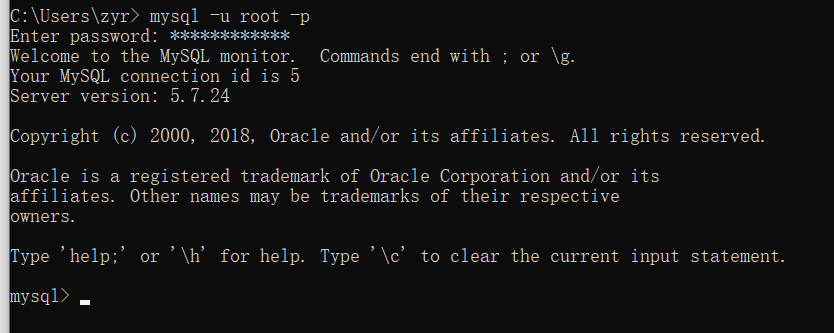 C:\Users\zyr> mysql -u root -p
Enter password: ************
Welcome to the MySQL monitor.  Commands end with ; or \g.
Your MySQL connection id is 5
Server version: 5.7.24
Copyright (c) 2000, 2018, Oracle and/or its affiliates. All rights reserved.
Oracle is a registered trademark of Oracle Corporation and/or its
affiliates. Other names may be trademarks of their respective
owners.
Type 'help;' or '\h' for help. Type '\c' to clear the current input statement.
mysql>